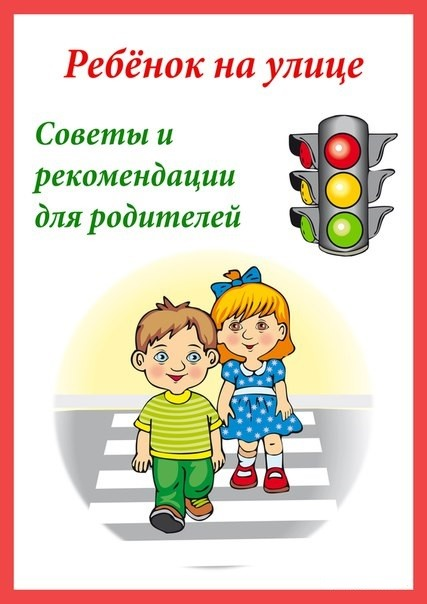 Ребёнок на улице
Советы и
рекомендации
для родителей